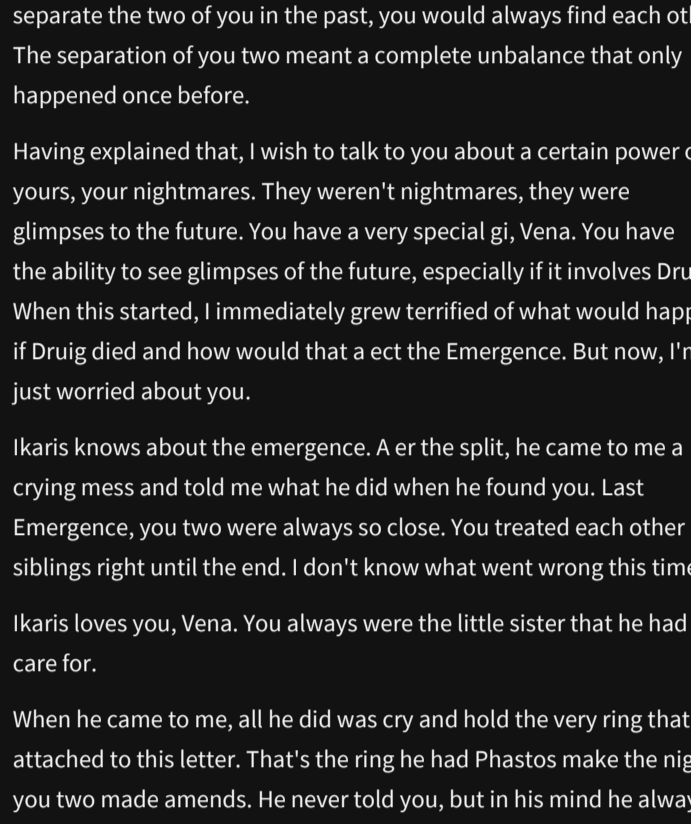 separate the two of you in the past, you would always find each
The separation of you two meant a complete unbalance that only
happened once before.
Having explained that, I wish to talk to you about a certain power
yours, your nightmares. They weren't nightmares, they were
glimpses to the future. You have a very special gi, Vena. You have
the ability to see glimpses of the future, especially if it involves
When this started, I immediately grew terrified of what would
if Druig died and how would that a ect the Emergence. But now,
just worried about you.
Ikaris knows about the emergence. A er the split, he came to me a
crying mess and told me what he did when he found you. Last
Emergence, you two were always so close. You treated each other
siblings right until the end. I don't know what went wrong this
Ikaris loves you, Vena. You always were the little sister that he had
care for.
When he came to me, all he did was cry and hold the very ring that
attached to this letter. That's the ring he had Phastos make the
you two made amends. He never told you, but in his mind he